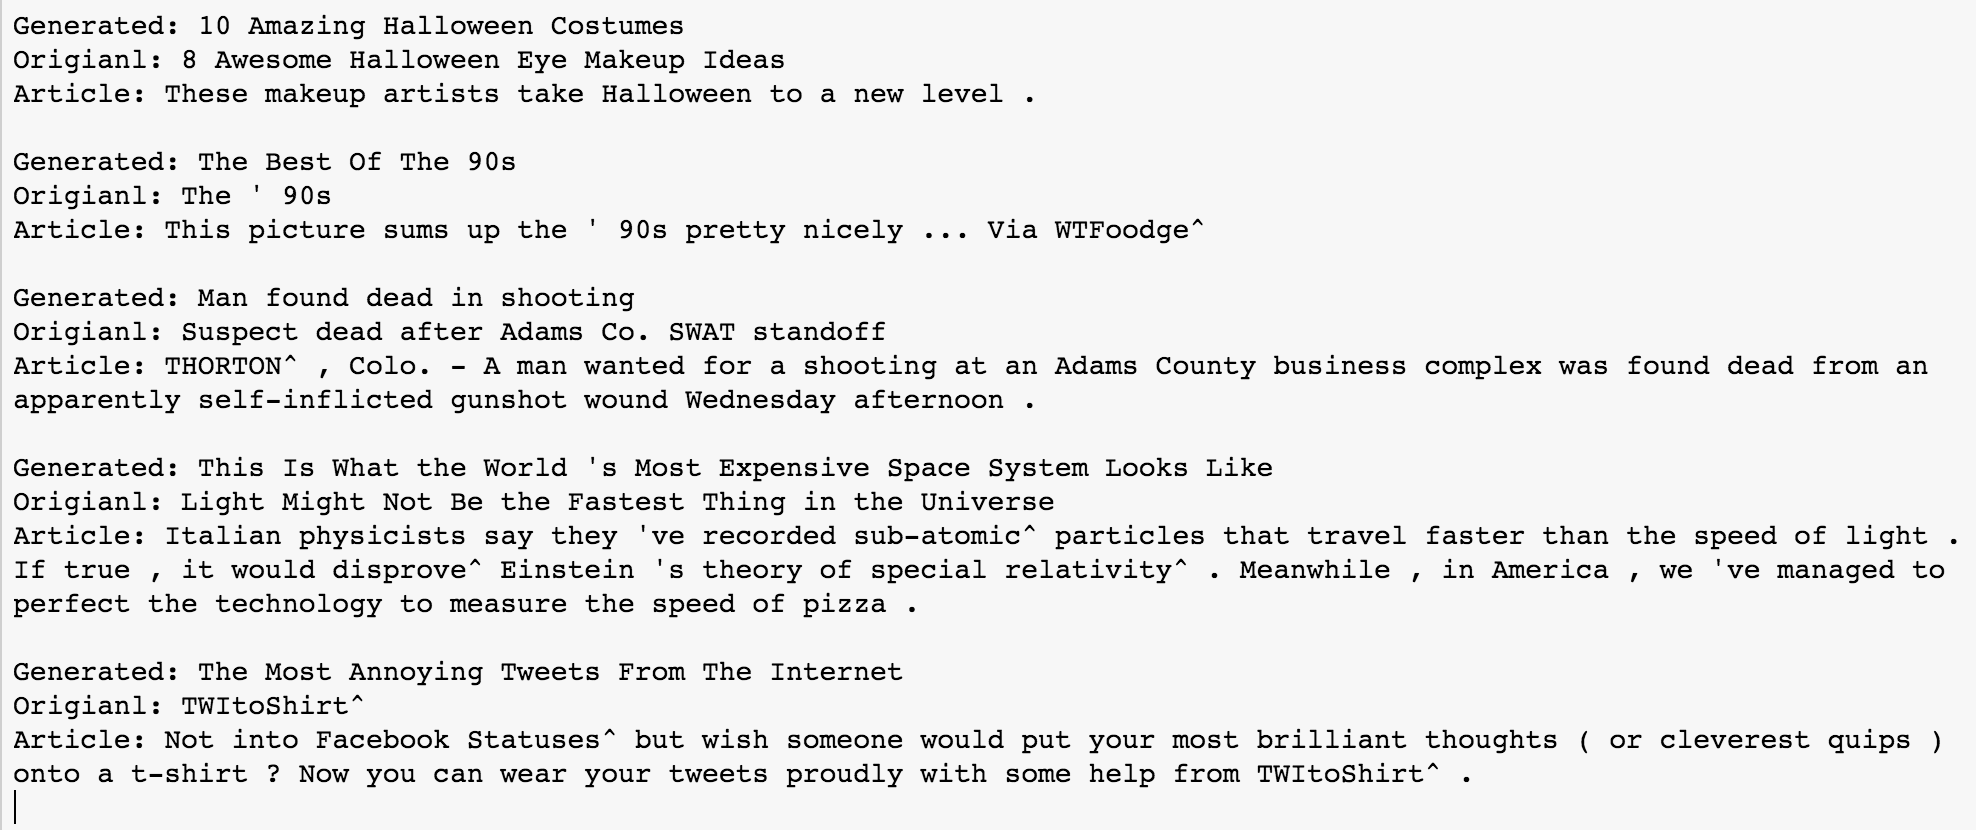 Generated: 10 Amazing Halloween Costumes
Origianl: 8 Awesome Halloween Eye Makeup Ideas
Article: These makeup artists take Halloween to a new level .
Generated: The Best Of The 90s
Origianl: The ' 90s
Article: This picture sums up the ' 90s pretty nicely ... Via WTFoodge^
Generated: Man found dead in shooting
Origianl: Suspect dead after Adams Co. SWAT standoff
Article: THORTON^ , Colo. – A man wanted for a shooting at an Adams County business complex was found dead from an
apparently self-inflicted gunshot wound Wednesday afternoon .
Generated: This Is What the World 's Most Expensive Space System Looks Like
Origianl: Light Might Not Be the Fastest Thing in the Universe
Article: Italian physicists say they 've recorded sub-atomic^ particles that travel faster than the speed of light .
If true , it would disprove^ Einstein 's theory of special relativity^ . Meanwhile , in America , we 've managed to
perfect the technology to measure the speed of pizza .
Generated: The Most Annoying Tweets From The Internet
Origianl: TWItoShirt^
Article: Not into Facebook Statuses^ but wish someone would put your most brilliant thoughts ( or cleverest quips )
onto a t-shirt ? Now you can wear your tweets proudly with some help from TWItoShirt^ .